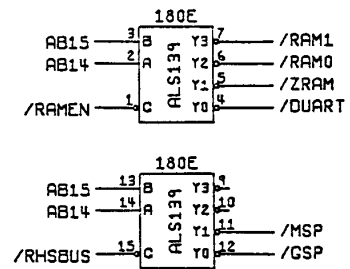 180E
AB15 3 B Y3 7 /RAM1
AB14 2 A Y2 6 /RAM0
Y1 5 /ZRAM
/RAMEN 1 C Y0 4 /DUART
ALS139
180E
AB15 13 B Y3 9
AB14 14 A Y2 10
Y1 11 /MSP
/RHSBUS 15 C Y0 12 /GSP
ALS139